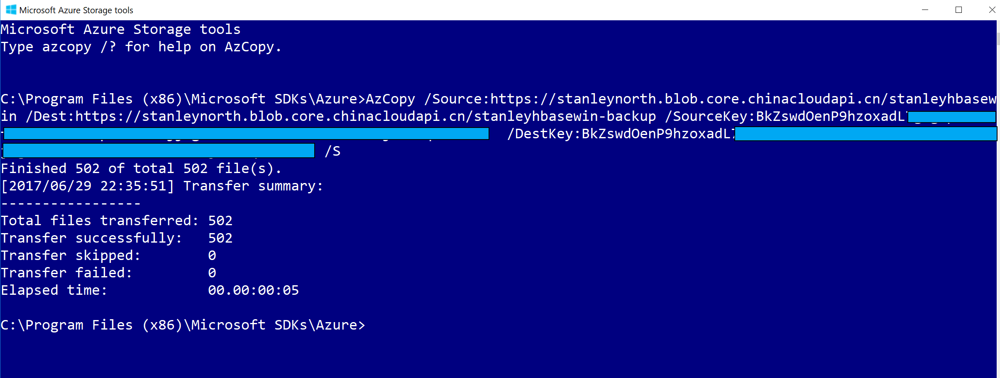 Microsoft Azure Storage tools
Microsoft Azure Storage tools
Type azcopy /? for help on AzCopy.
C:\Program Files (x86)\Microsoft SDKs\Azure>AzCopy /Source:https://stanleynorth.blob.core.chinacloudapi.cn/stanleyhbasew
in /Dest:https://stanleynorth.blob.core.chinacloudapi.cn/stanleyhbasewin-backup /SourceKey:BkZswdOenP9hzoxadL
/DestKey:BkZswdOenP9hzoxadL
/S
Finished 502 of total 502 file(s).
[2017/06/29 22:35:51] Transfer summary:
-----------------
Total files transferred: 502
Transfer successfully: 502
Transfer skipped: 0
Transfer failed: 0
Elapsed time: 00.00:00:05
C:\Program Files (x86)\Microsoft SDKs\Azure>